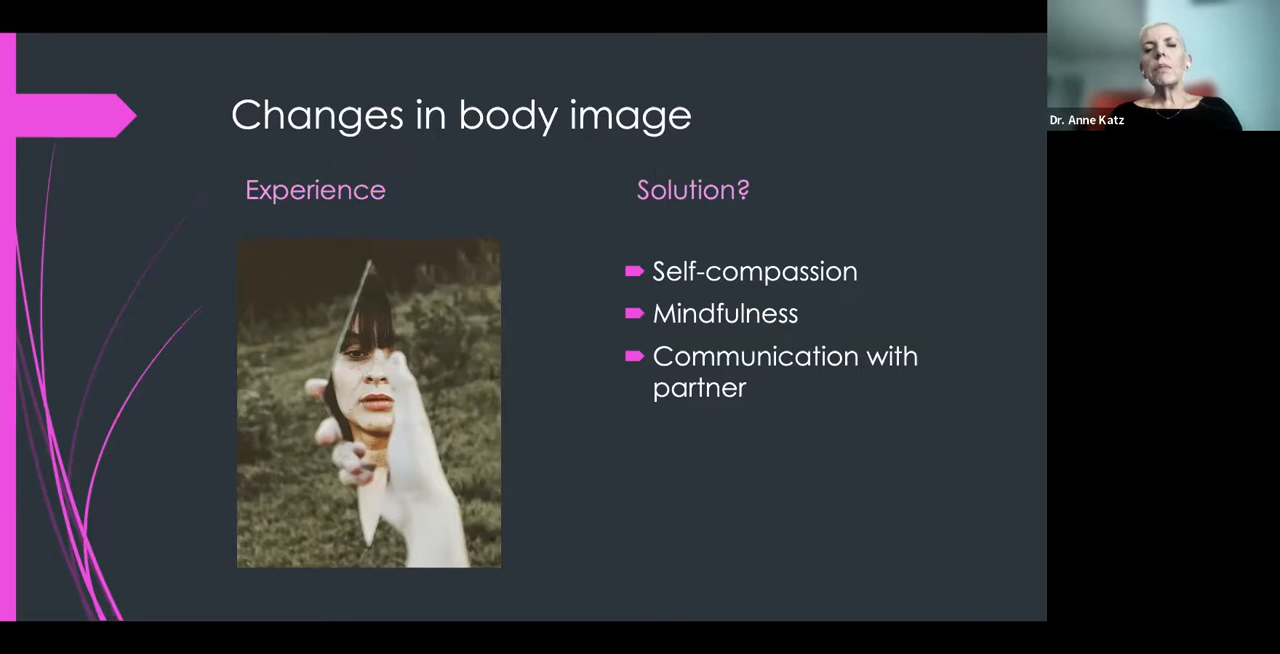 Changes in body image
Experience
Solution?
Self-compassion
Mindfulness
Communication with
partner
Dr. Anne Katz